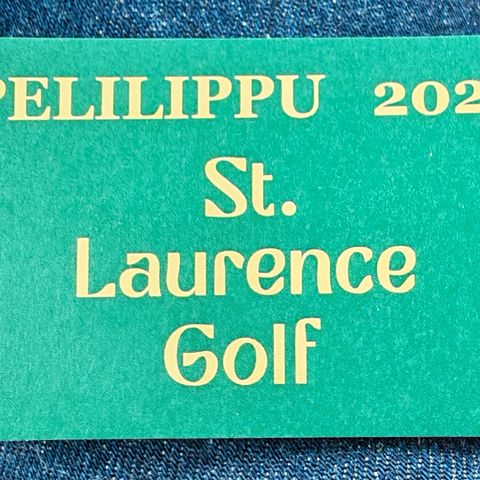 PELILIPPU 202
St.
Laurence
Golf